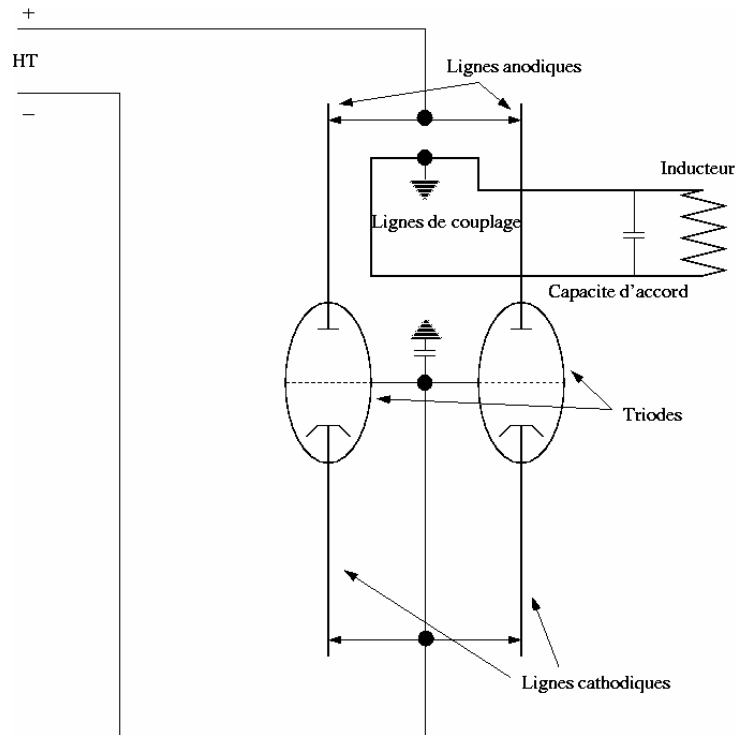 +
HT
−
Lignes anodiques
Inducteur
Lignes de couplage
Capacite d'accord
Triodes
Lignes cathodiques